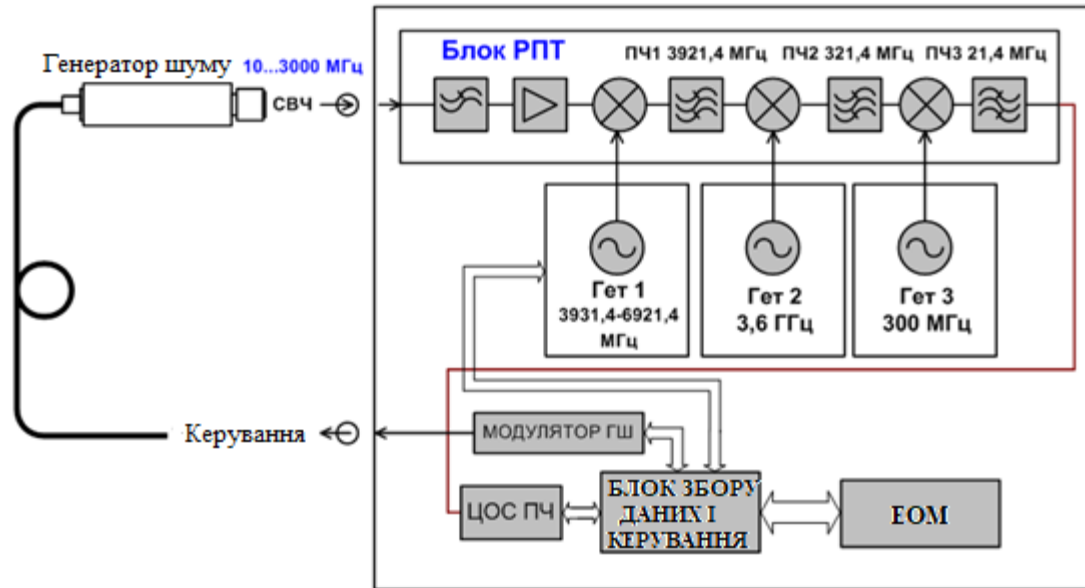 Генератор шуму
10...3000 МГц
СВЧ
Блок РПТ
ПЧ1 3921,4 МГц
ПЧ2 321,4 МГц
ПЧ3 21,4 МГц
Гет 1
3931,4-6921,4
МГц
Гет 2
3,6 ГГц
Гет 3
300 МГц
Керування
МОДУЛЯТОР ГШ
ЦОС ПЧ
БЛОК ЗБОРУ
ДАНИХ І
КЕРУВАННЯ
ЕОМ